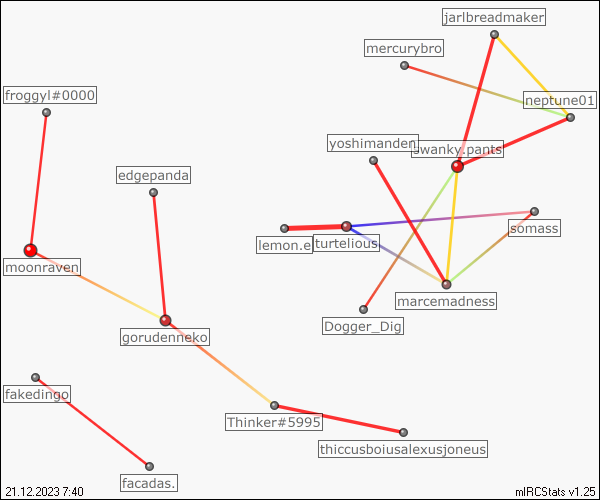 jarlbreadmaker
mercurybro
froggyl#0000
neptune01
yoshimanden
swanky.pants
edgepanda
somass
lemon.e
turtelious
moonraven
marcemadness
Dogger_Dig
gorudenneko
fakedingo
Thinker#5995
thiccusboiusalexusjoneus
facadas.
21.12.2023 7:40
mIRCStats v1.25